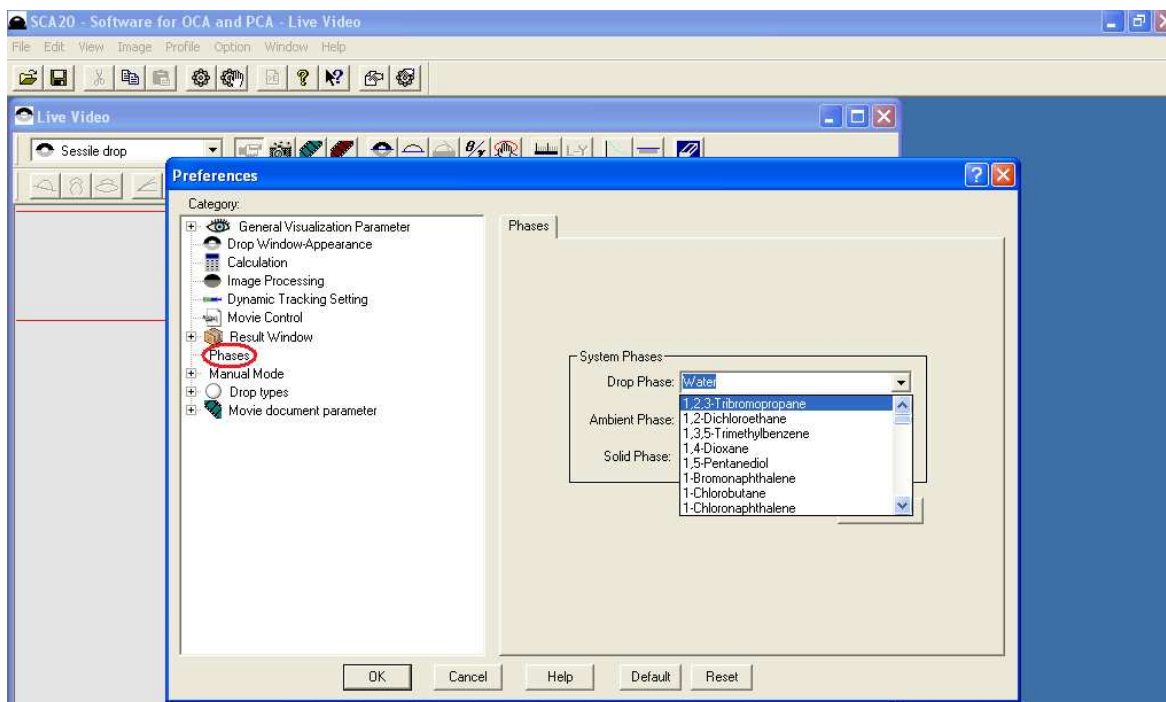 SCA20 - Software for OCA and PCA - Live Video
File Edit View Image Profile Option Window Help
Live Video
Sessile drop
L-Y
Preferences
Category:
General Visualization Parameter
Drop Window-Appearance
Calculation
Image Processing
Dynamic Tracking Setting
Movie Control
Result Window
Phases
Manual Mode
Drop types
Movie document parameter
Phases
System Phases
Drop Phase: Water
1,2,3-Tribromopropane
Ambient Phase: 1,2-Dichloroethane
1,3,5-Trimethylbenzene
1,4-Dioxane
Solid Phase: 1,5-Pentanediol
1-Bromonaphthalene
1-Chlorobutane
1-Chloronaphthalene
OK Cancel Help Default Reset